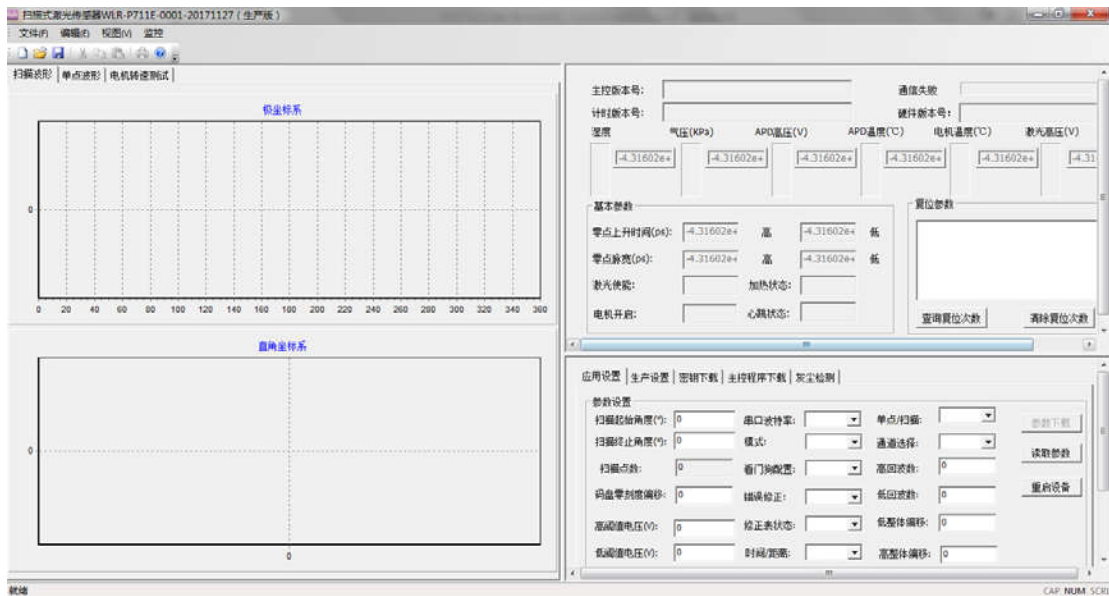 扫描式激光传感器WLR-P711E-0001-20171127（生产版）
文件(F) 编辑(E) 视图(V) 监控
扫描波形 单点波形 电机转速测试
极坐标系
0
0 20 40 60 80 100 120 140 160 180 200 220 240 260 280 300 320 340 360
直角坐标系
0
0
主控版本号： 通信失败
计时版本号： 硬件版本号：
湿度 气压(KPa) APD高压(V) APD温度(℃) 电机温度(℃) 激光高压(V)
-4.31602e+ -4.31602e+ -4.31602e+ -4.31602e+ -4.31602e+ -4.31
基本参数 复位参数
零点上升时间(ps)： -4.31602e+ 高 -4.31602e+ 低
零点脉宽(ps)： -4.31602e+ 高 -4.31602e+ 低
激光使能： 加热状态：
电机开启： 心跳状态：
查询复位次数 清除复位次数
应用设置 生产设置 密钥下载 主控程序下载 灰尘检测
参数设置
扫描起始角度(°)： 0 串口波特率： 单点/扫描： 参数下载
扫描终止角度(°)： 0 模式： 通道选择： 读取参数
扫描点数： 0 看门狗配置： 高回波数： 0
码盘零刻度偏移： 0 错误修正： 低回波数： 0 重启设备
高阈值电压(V)： 0 修正表状态： 低整体偏移： 0
低阈值电压(V)： 0 时间/距离： 高整体偏移： 0
就绪 CAP NUM SCRL